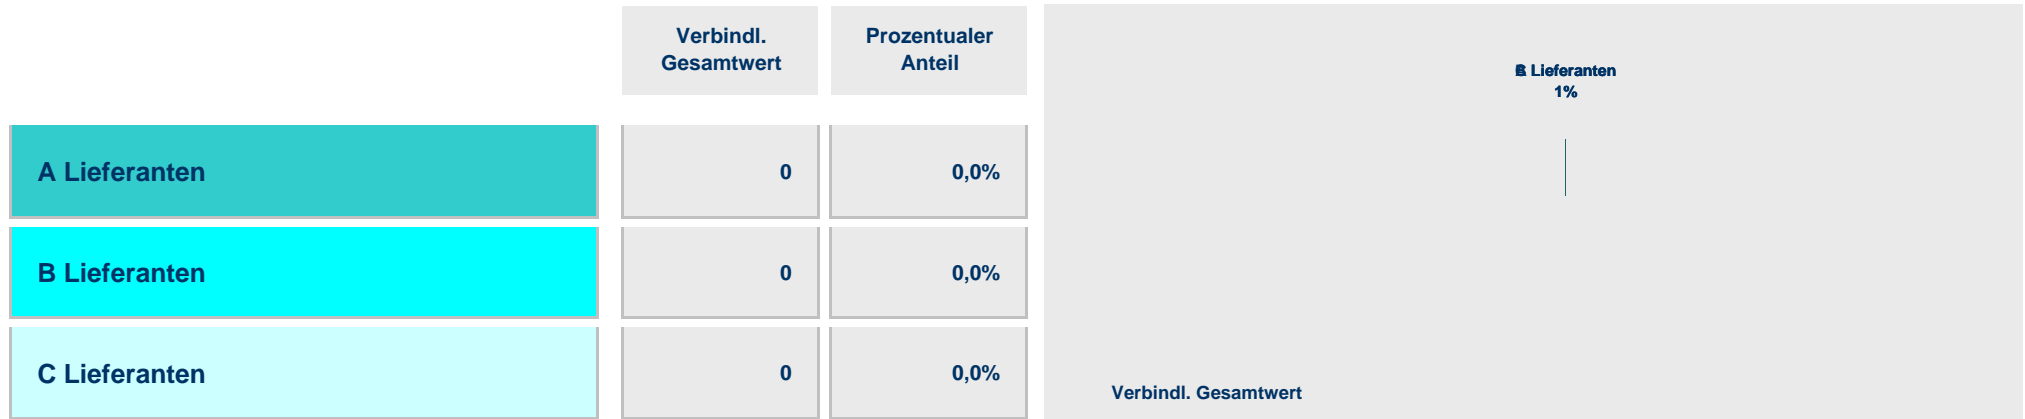 Verbindl.
Gesamtwert
Prozentualer
Anteil
A Lieferanten
0
0,0%
B Lieferanten
0
0,0%
C Lieferanten
0
0,0%
Lieferanten
1%
Verbindl. Gesamtwert